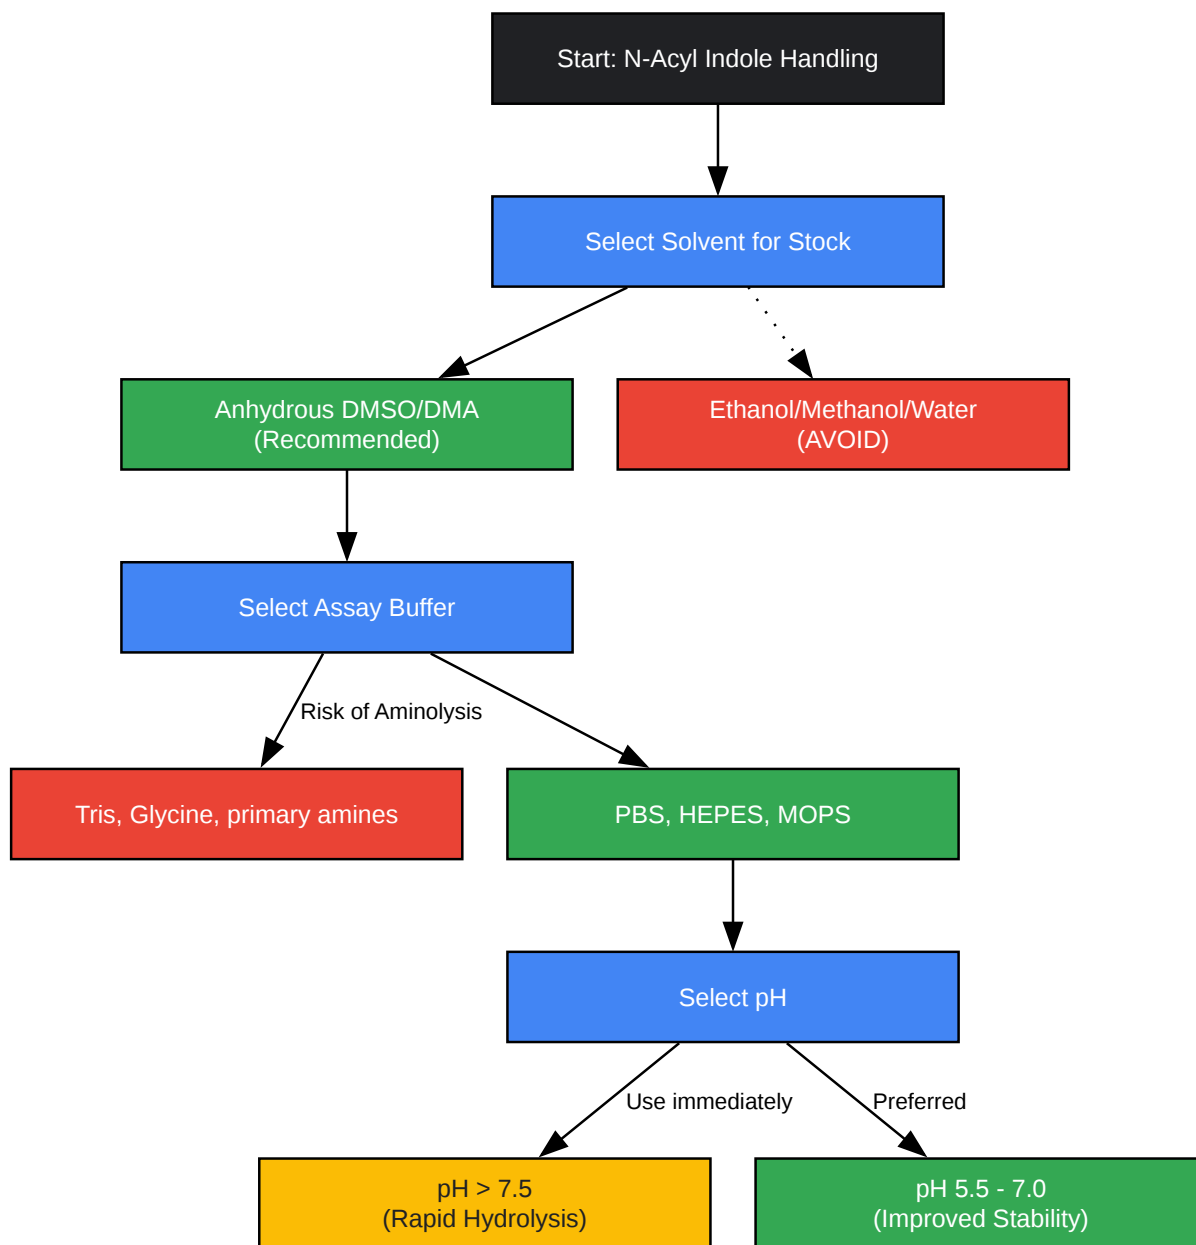 Start: N-Acyl Indole Handling
Select Solvent for Stock
Anhydrous DMSO/DMA
(Recommended)
Ethanol/Methanol/Water
(AVOID)
Select Assay Buffer
Risk of Aminolysis
Tris, Glycine, primary amines
PBS, HEPES, MOPS
Select pH
Use immediately
Preferred
pH > 7.5
(Rapid Hydrolysis)
pH 5.5 - 7.0
(Improved Stability)